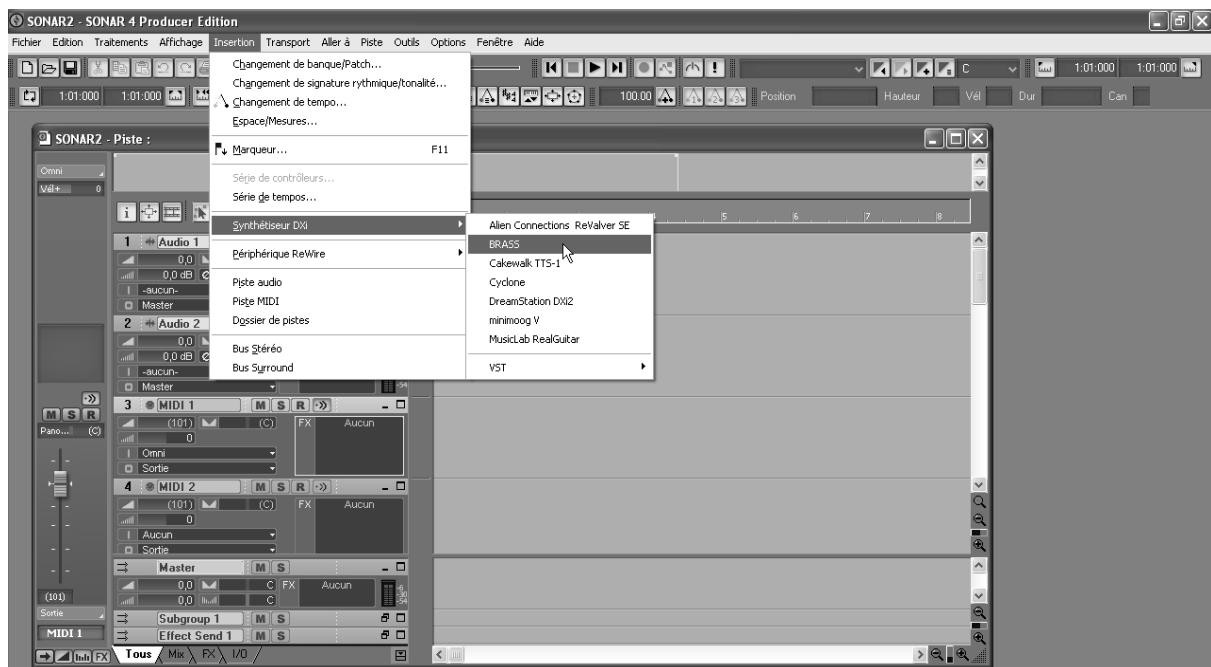 SONAR2 - SONAR 4 Producer Edition
Fichier Edition Traitements Affichage Insertion Transport Aller à Piste Outils Options Fenêtre Aide
C 1:01:000 1:01:000
1:01:000 1:01:000 100.00 Position Hauteur Vél Dur Can
Changement de banque/Patch...
Changement de signature rythmique/tonalité...
Changement de tempo...
Espace/Mesures...
Marqueur... F11
Série de contrôleurs...
Série de tempos...
Synthétiseur DXi
Périphérique ReWire
Piste audio
Piste MIDI
Dossier de pistes
Bus Stéréo
Bus Surround
Alien Connections ReValver SE
BRASS
Cakewalk TTS-1
Cyclone
DreamStation DXi2
minimoog V
MusicLab RealGuitar
VST
SONAR2 - Piste :
Omni
Vél+ 0
5 6 7 8
1 Audio 1
0,0
0,0 dB
-aucun-
Master
2 Audio 2
0,0
0,0 dB
-aucun-
Master -54
3 MIDI 1 M S R
(101) (C) FX Aucun
0
Omni
Sortie
4 MIDI 2 M S R
(101) (C) FX Aucun
0
Aucun
Sortie
Master M S
0,0 C FX Aucun -6
0,0 C -30
-54
Subgroup 1 M S
Effect Send 1 M S
M S R
Pano... (C)
(101)
Sortie
MIDI 1
FX Tous Mix FX I/O